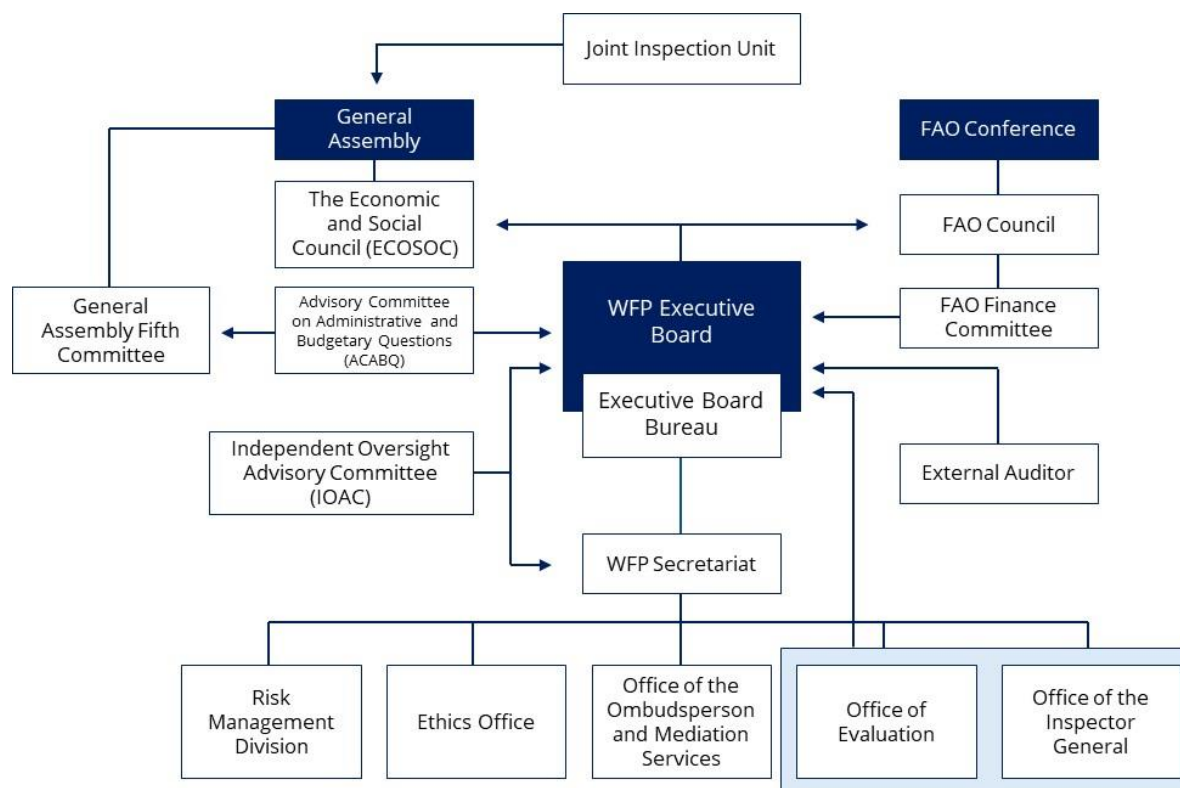 Joint Inspection Unit
General
Assembly
FAO Conference
The Economic
and Social
Council (ECOSOC)
FAO Council
General
Assembly Fifth
Committee
Advisory Committee
on Administrative and
Budgetary Questions
(ACABQ)
WFP Executive
Board
FAO Finance
Committee
Executive Board
Bureau
Independent Oversight
Advisory Committee
(IOAC)
External Auditor
WFP Secretariat
Risk
Management
Division
Ethics Office
Office of the
Ombudsperson
and Mediation
Services
Office of
Evaluation
Office of the
Inspector
General